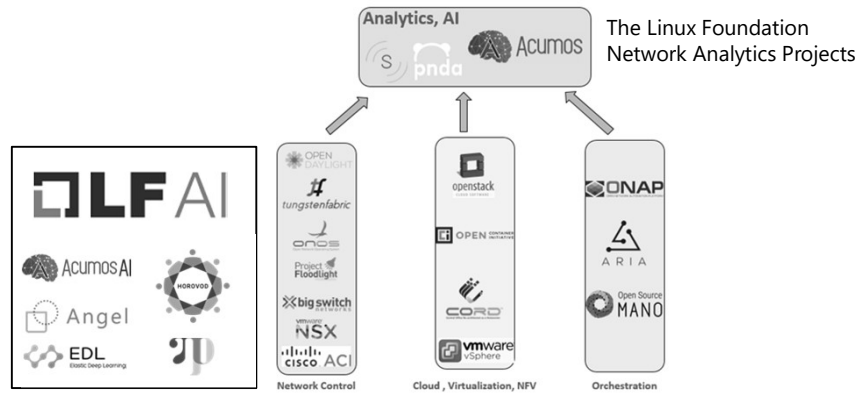 Analytics, AI
S
pnda
Acumos
The Linux Foundation
Network Analytics Projects
LF AI
Acumos AI
HOROVOD
Angel
EDL
Elastic Deep Learning
OPEN
DAYLIGHT
tungstenfabric
onos
Project
Floodlight
big switch
networks
vmware
NSX
cisco ACI
Network Control
openstack
CLOUD SOFTWARE
OPEN CONTAINER
INITIATIVE
CORD
vmware
vSphere
Cloud , Virtualization, NFV
ONAP
ARIA
Open Source
MANO
Orchestration